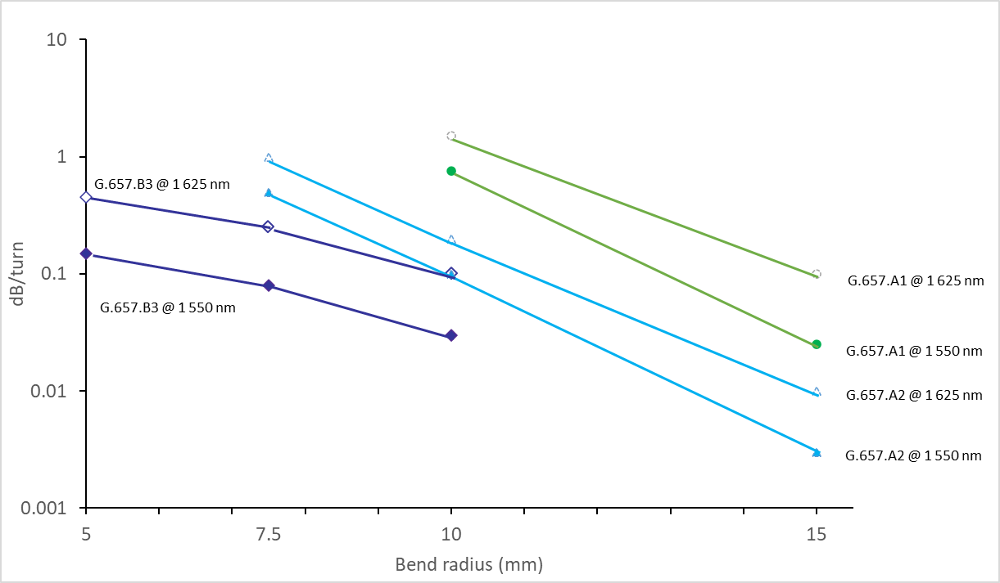 10
1
G.657.B3 @ 1 625 nm
0.1
G.657.A1 @ 1 625 nm
dB/turn
G.657.B3 @ 1 550 nm
G.657.A1 @ 1 550 nm
0.01
G.657.A2 @ 1 625 nm
G.657.A2 @ 1 550 nm
0.001
5 7.5 10 15
Bend radius (mm)